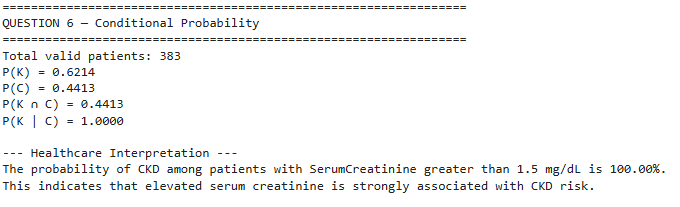 =================================================================
QUESTION 6 — Conditional Probability
=================================================================
Total valid patients: 383
P(K) = 0.6214
P(C) = 0.4413
P(K ∩ C) = 0.4413
P(K | C) = 1.0000

--- Healthcare Interpretation ---
The probability of CKD among patients with SerumCreatinine greater than 1.5 mg/dL is 100.00%.
This indicates that elevated serum creatinine is strongly associated with CKD risk.